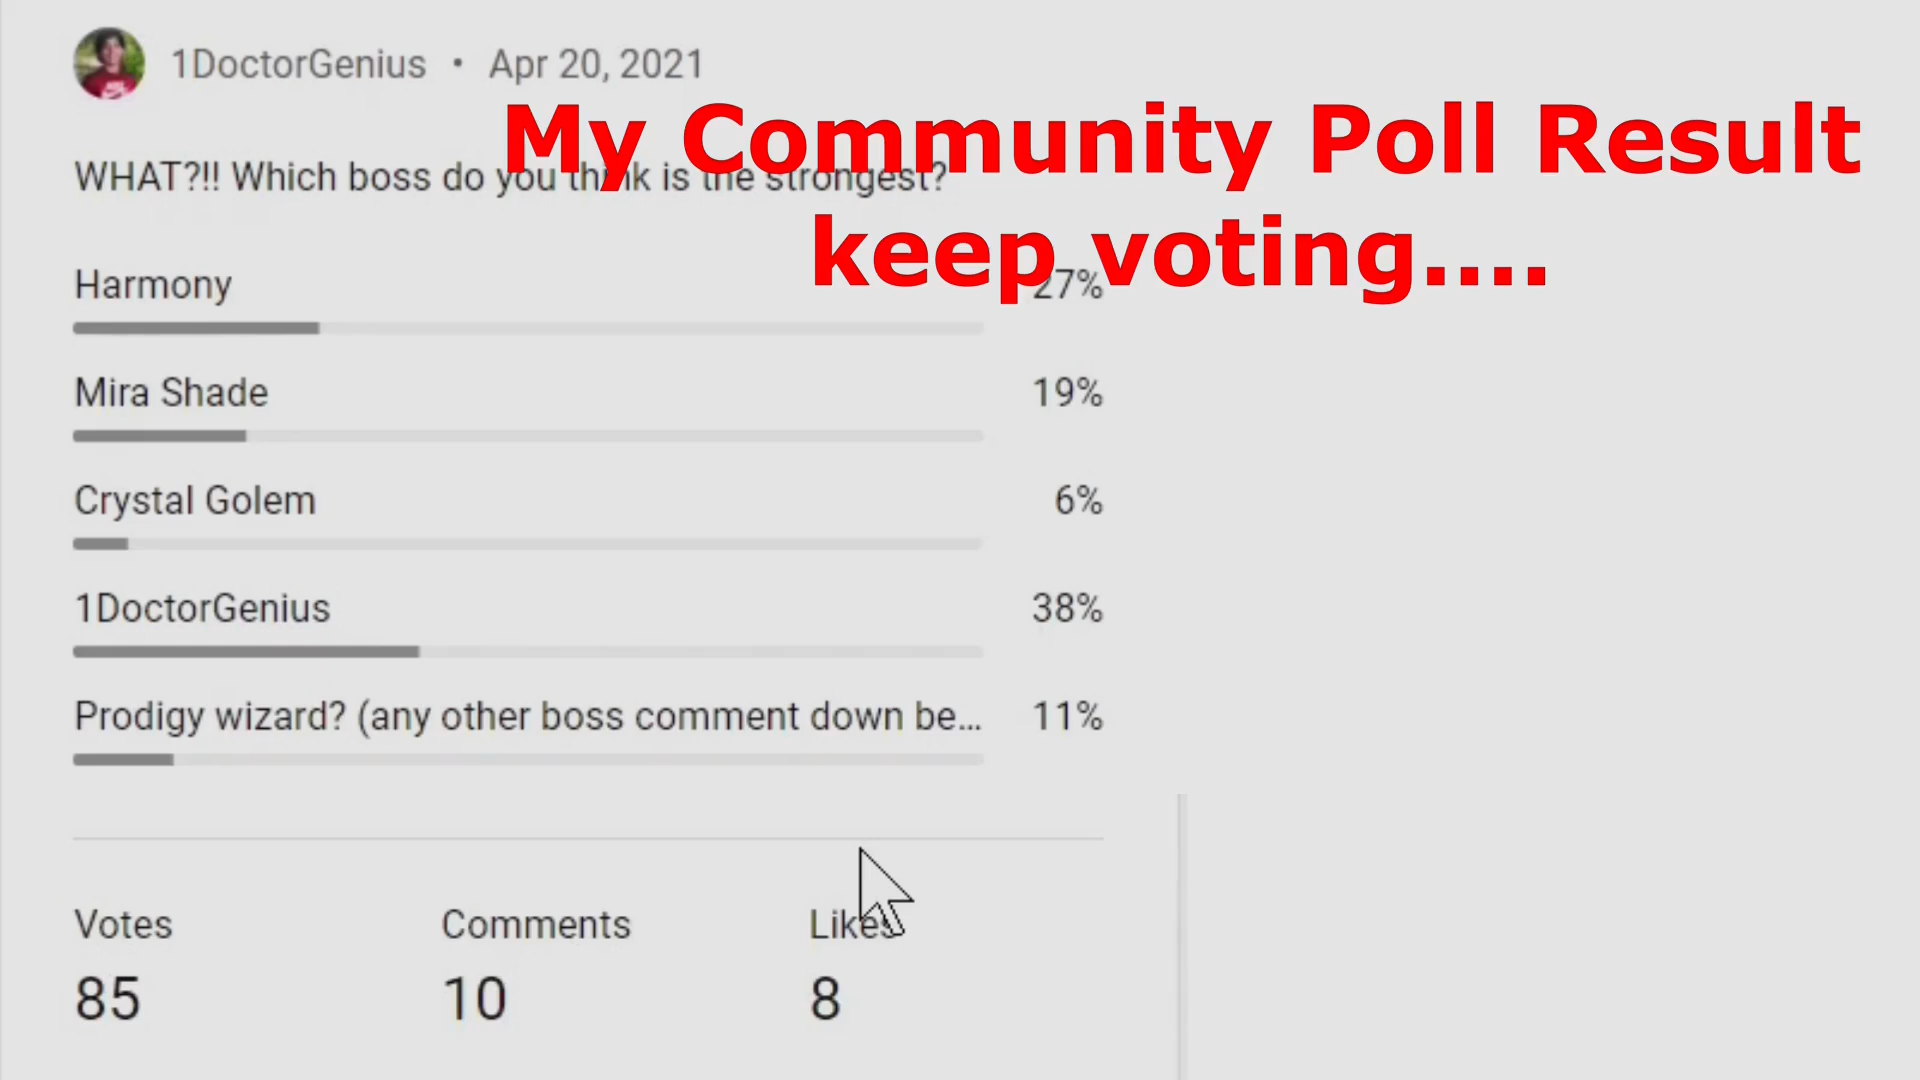 1DoctorGenius • Apr 20, 2021
My Community Poll Result
keep voting....
WHAT?!! Which boss do you think is the strongest?
Harmony 27%
Mira Shade 19%
Crystal Golem 6%
1DoctorGenius 38%
Prodigy wizard? (any other boss comment down be... 11%
Votes Comments Likes
85 10 8